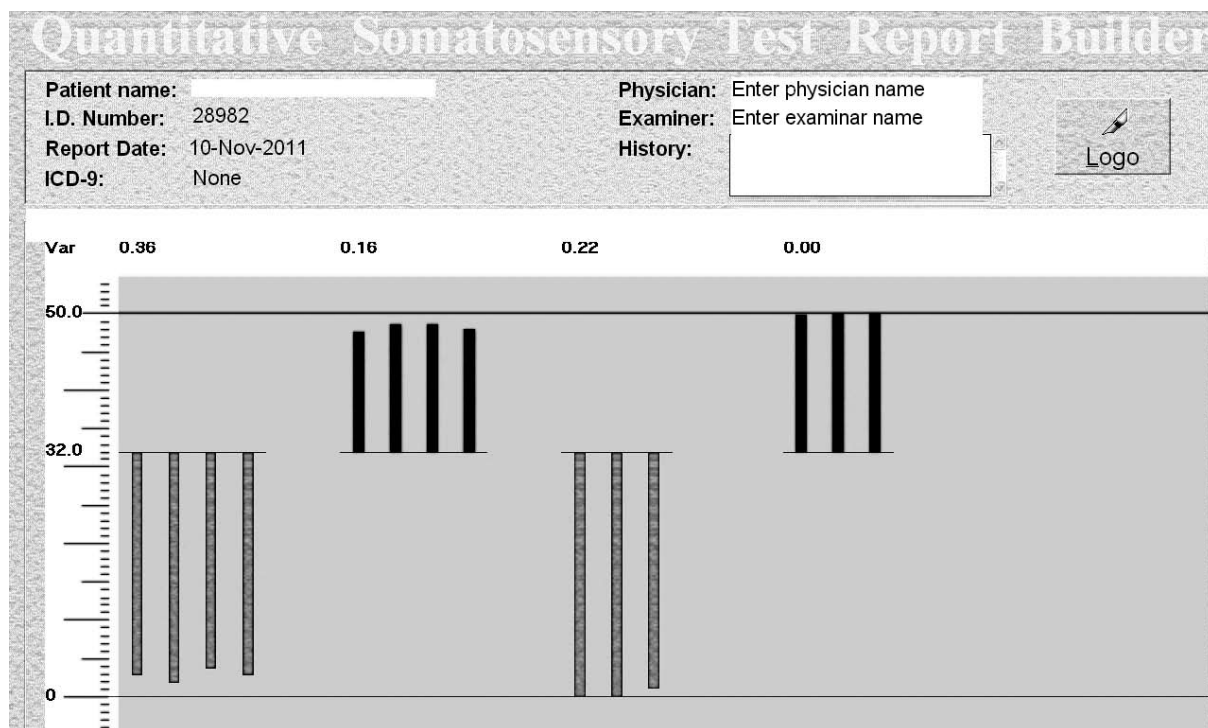 Quantitative Somatosensory Test Report Builder
Patient name:
I.D. Number: 28982
Report Date: 10-Nov-2011
ICD-9: None
Physician: Enter physician name
Examiner: Enter examinar name
History:
Logo
Var 0.36 0.16 0.22 0.00
50.0
32.0
0